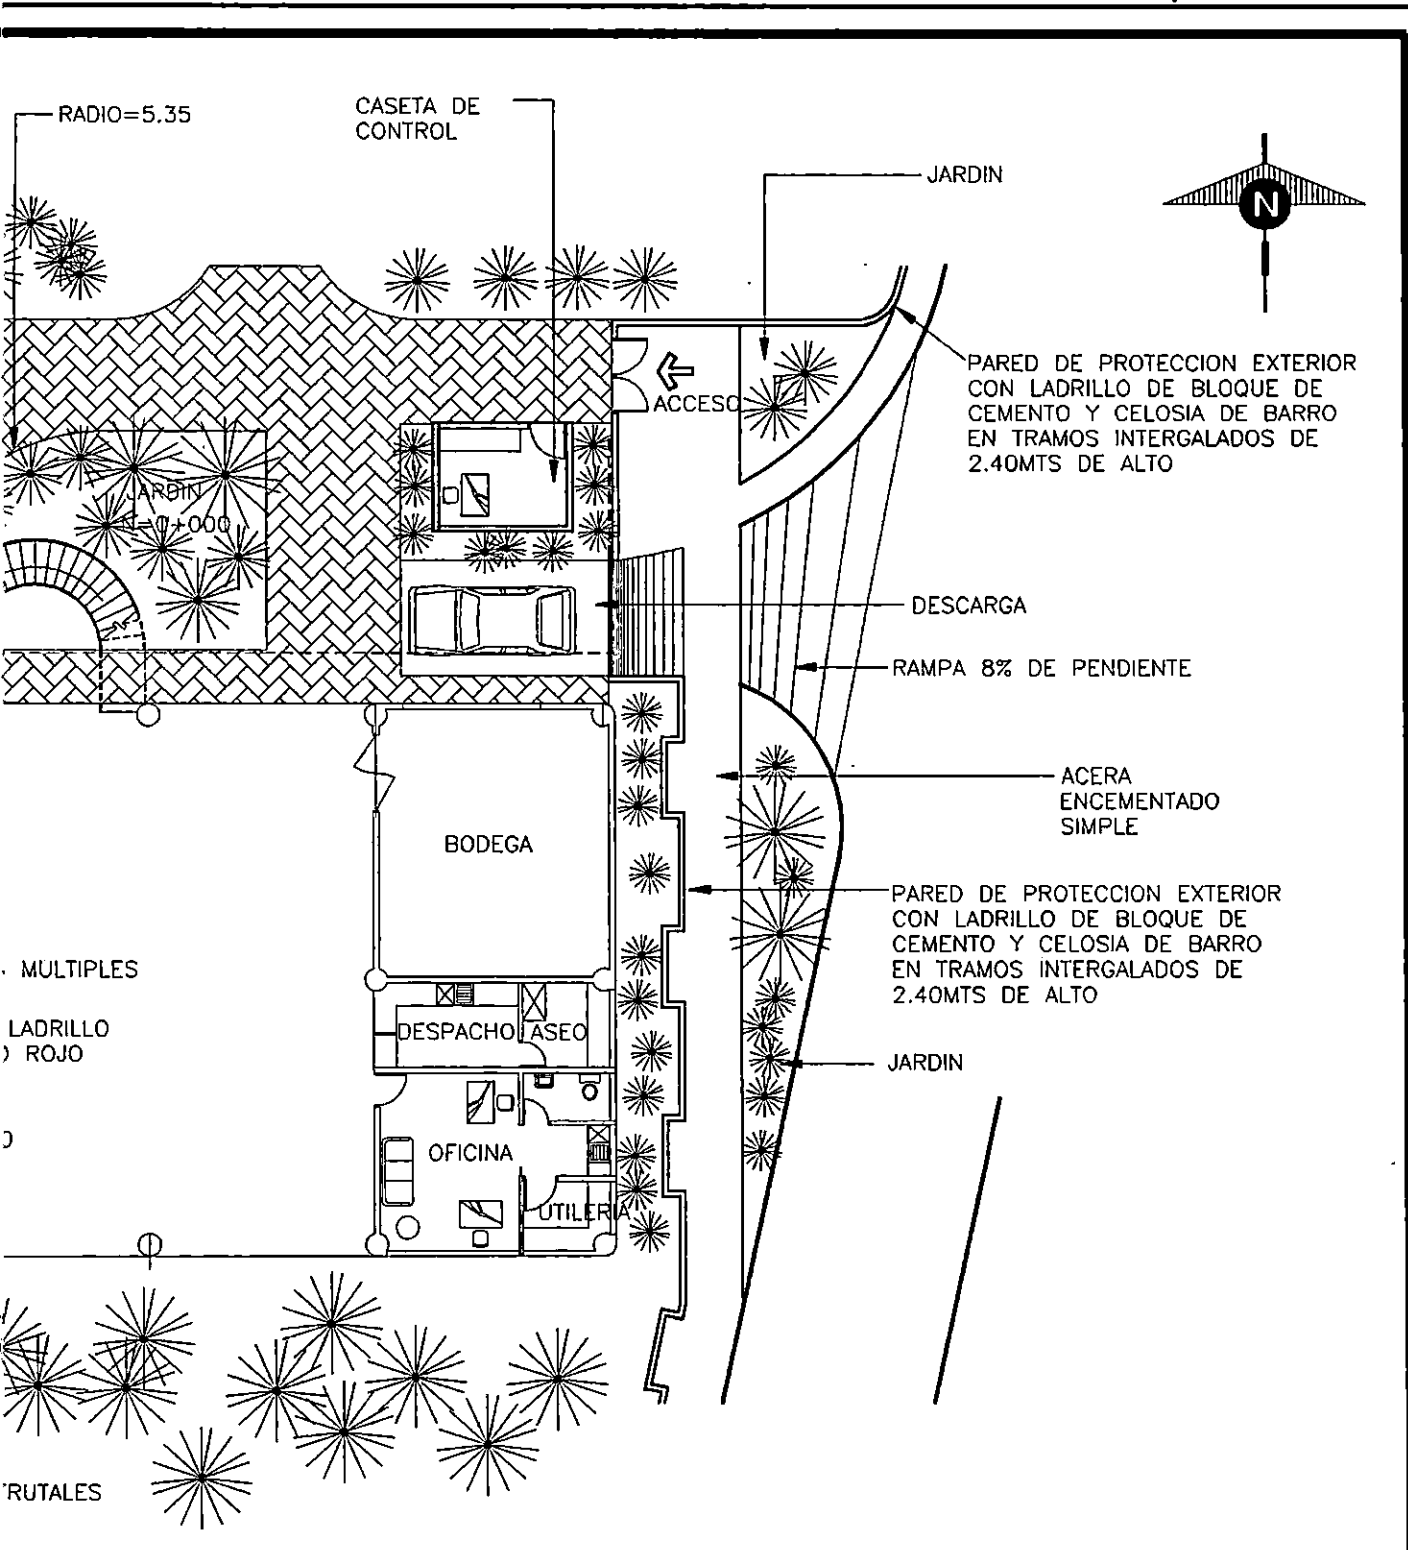 RADIO=5.35
CASETA DE
CONTROL
JARDIN
N
PARED DE PROTECCION EXTERIOR
CON LADRILLO DE BLOQUE DE
CEMENTO Y CELOSIA DE BARRO
EN TRAMOS INTERGALADOS DE
2.40MTS DE ALTO
ACCESO
JARDIN
N=0+000
DESCARGA
RAMPA 8% DE PENDIENTE
ACERA
ENCEMENTADO
SIMPLE
BODEGA
PARED DE PROTECCION EXTERIOR
CON LADRILLO DE BLOQUE DE
CEMENTO Y CELOSIA DE BARRO
EN TRAMOS INTERGALADOS DE
2.40MTS DE ALTO
MULTIPLES
LADRILLO
ROJO
DESPACHO
ASEO
JARDIN
OFICINA
UTILERIA
RUTALES